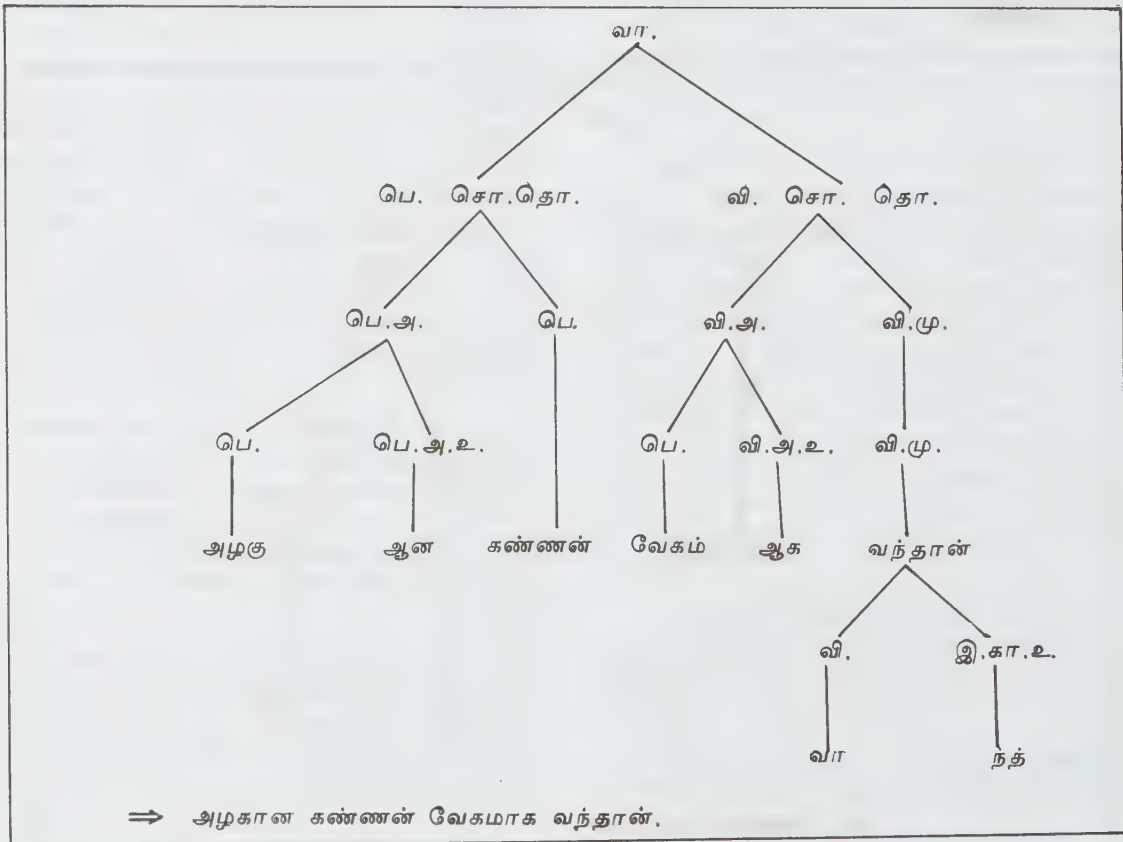 வா.
பெ. சொ.தொ. வி. சொ. தொ.
பெ.அ. பெ. வி.அ. வி.மு.
பெ. பெ.அ.உ. பெ. வி.அ.உ. வி.மு.
அழகு ஆன கண்ணன் வேகம் ஆக வந்தான்
வி. இ.கா.உ.
வா ந்த்
⇒ அழகான கண்ணன் வேகமாக வந்தான்.